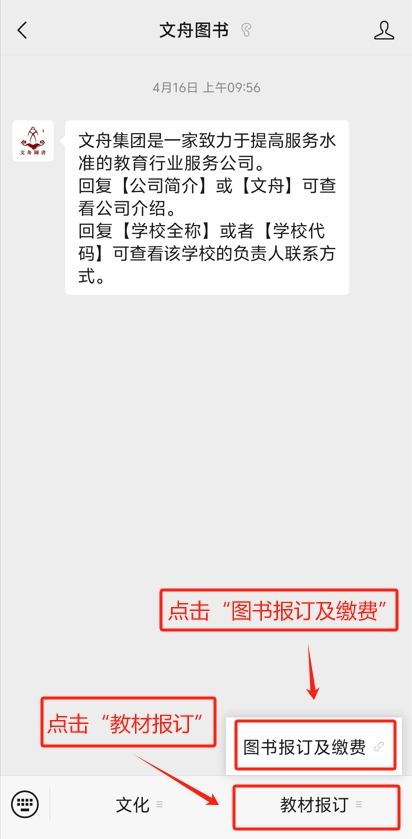 文舟图书
4月16日 上午09:56
文舟集团是一家致力于提高服务水
准的教育行业服务公司。
回复【公司简介】或【文舟】可查
看公司介绍。
回复【学校全称】或者【学校代
码】可查看该学校的负责人联系方
式。
文舟圖書
点击“图书报订及缴费”
点击“教材报订”
图书报订及缴费
文化
教材报订